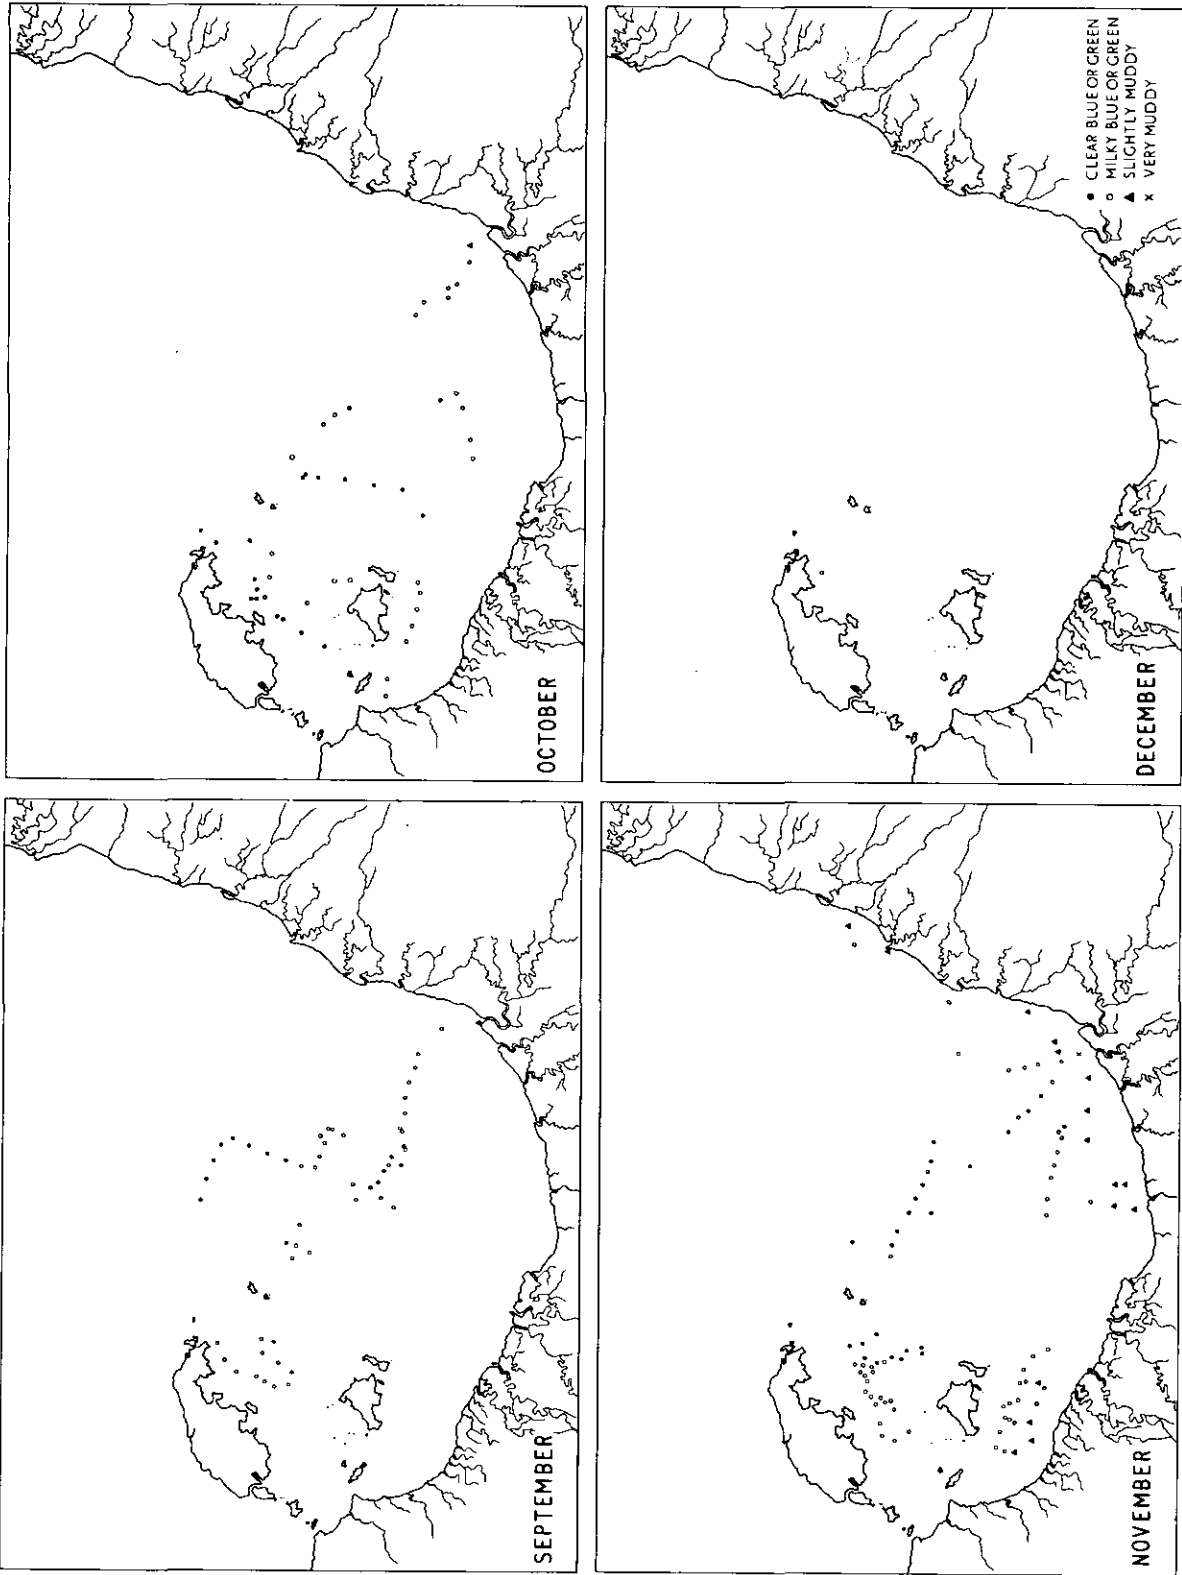 SEPTEMBER
OCTOBER
NOVEMBER
DECEMBER
CLEAR BLUE OR GREEN
MILKY BLUE OR GREEN
SLIGHTLY MUDDY
VERY MUDDY